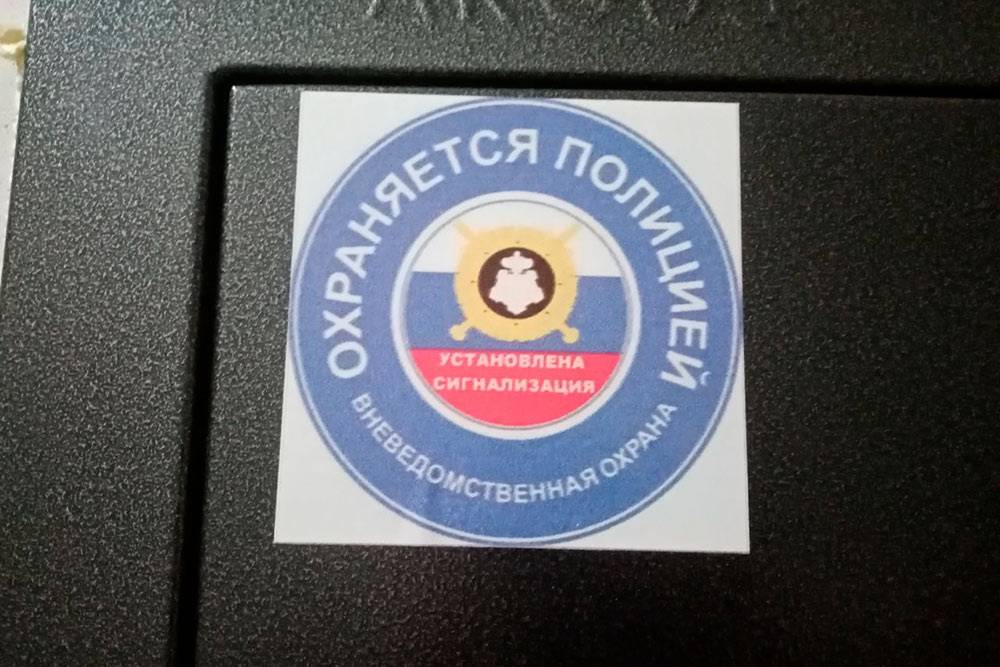 ОХРАНЯЕТСЯ ПОЛИЦИЕЙ
УСТАНОВЛЕНА
СИГНАЛИЗАЦИЯ
ВНЕВЕДОМСТВЕННАЯ ОХРАНА